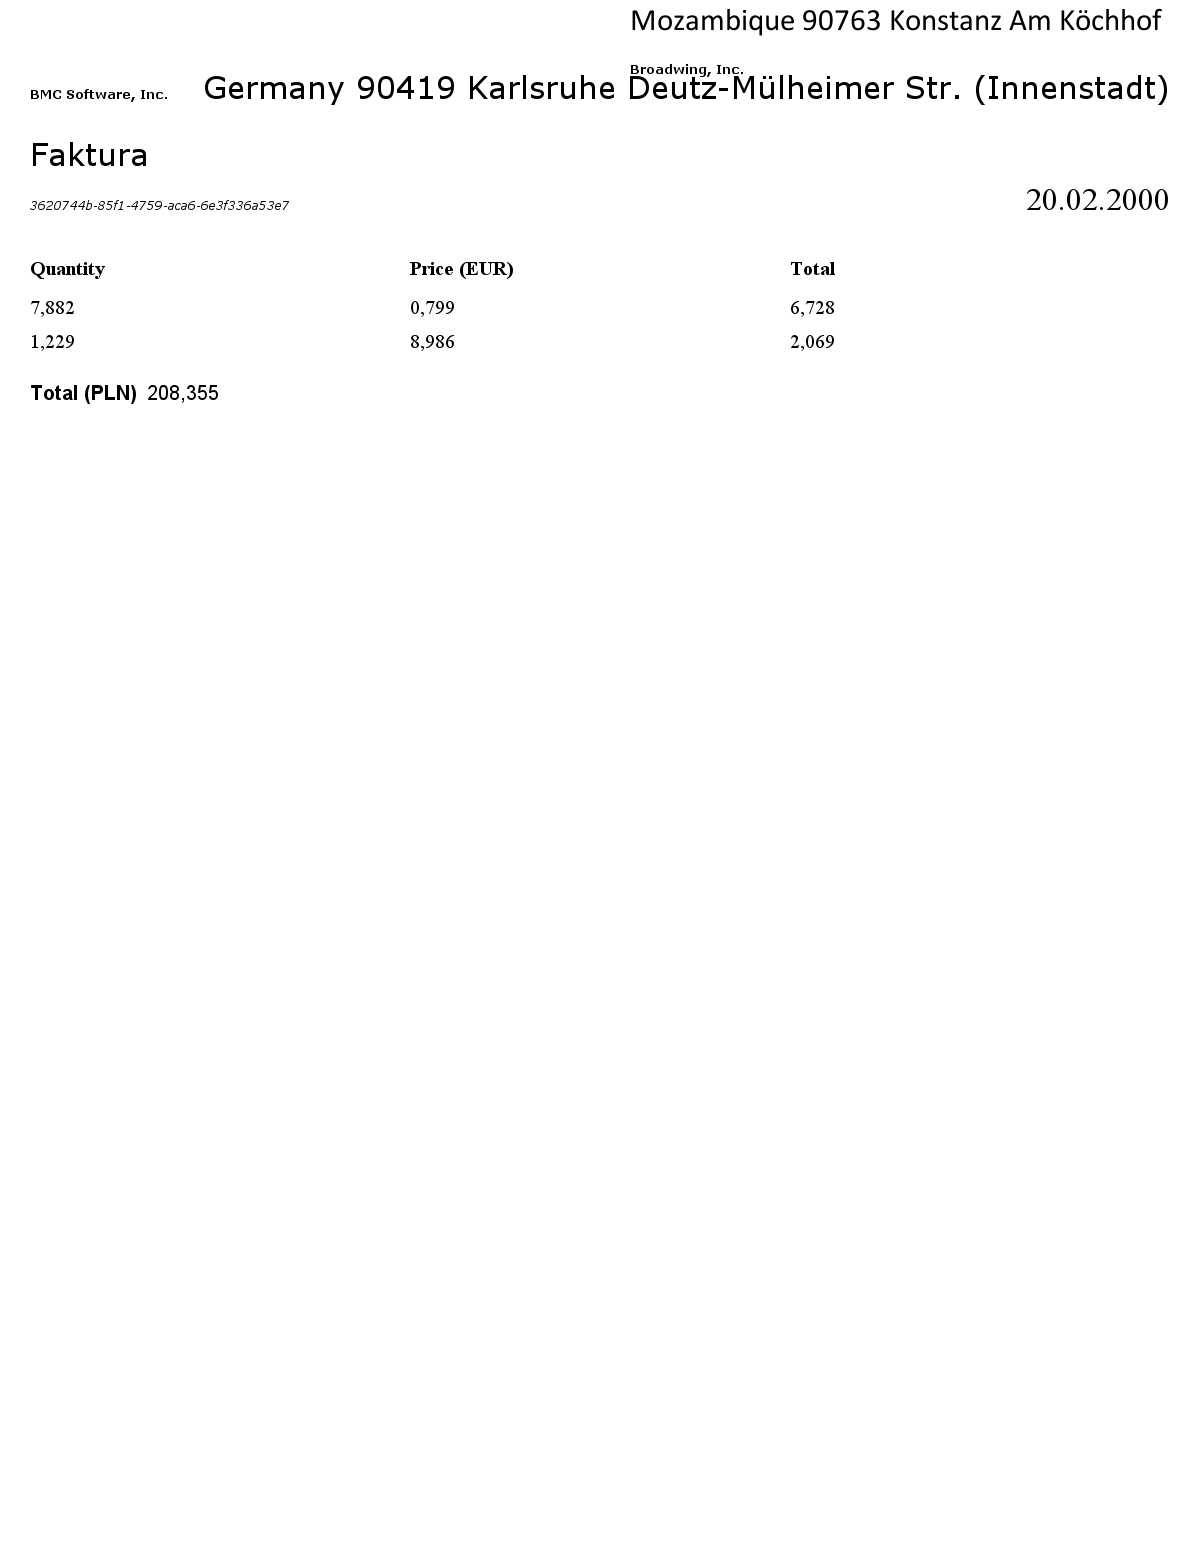 Mozambique 90763 Konstanz Am Köchhof
Broadwing, Inc.
BMC Software, Inc. Germany 90419 Karlsruhe Deutz-Mülheimer Str. (Innenstadt)
Faktura
3620744b-85f1-4759-aca6-6e3f336a53e7 20.02.2000
Quantity Price (EUR) Total
7,882 0,799 6,728
1,229 8,986 2,069
Total (PLN) 208,355